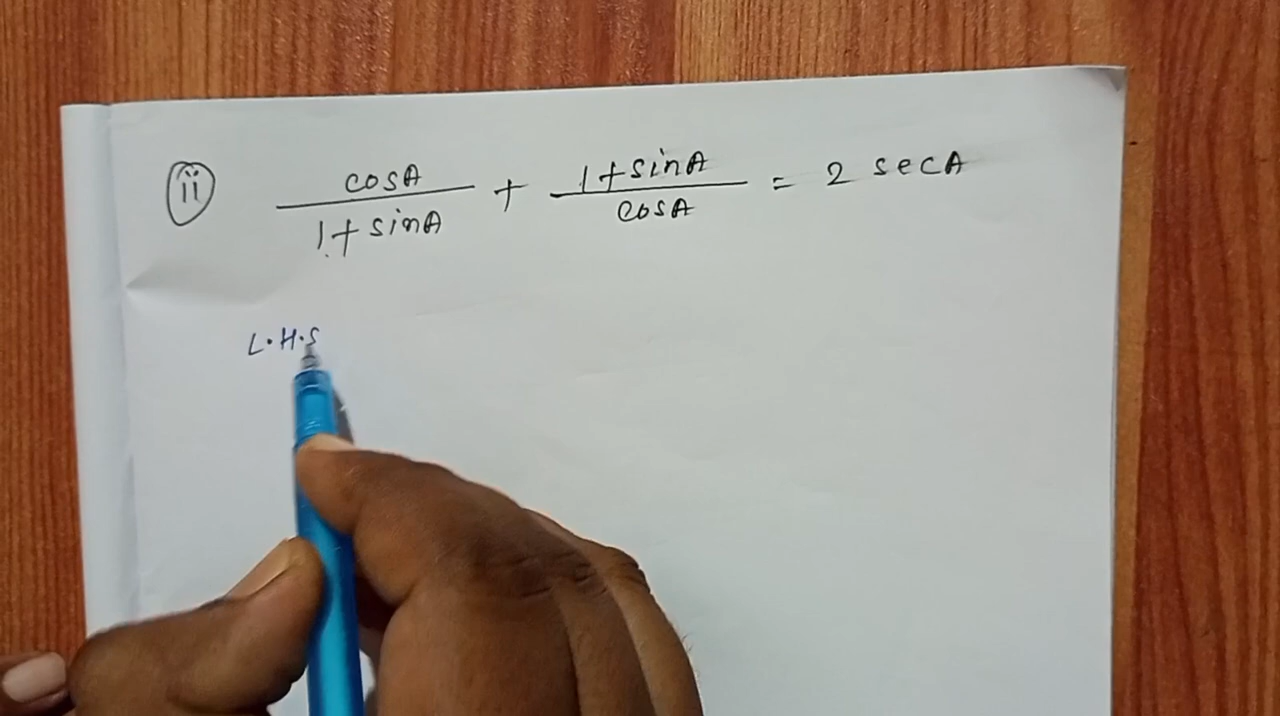 (ii) cosA / 1+sinA + 1+sinA / cosA = 2 secA
L.H.S